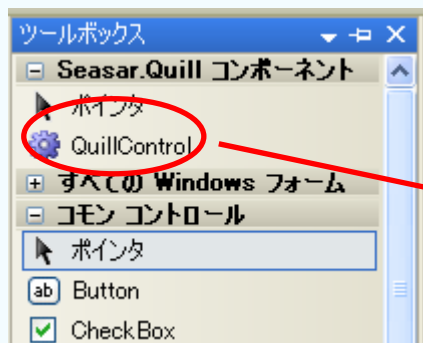 ツールボックス
Seasar.Quill コンポーネント
ポインタ
QuillControl
すべての Windows フォーム
コモン コントロール
ポインタ
ab Button
CheckBox